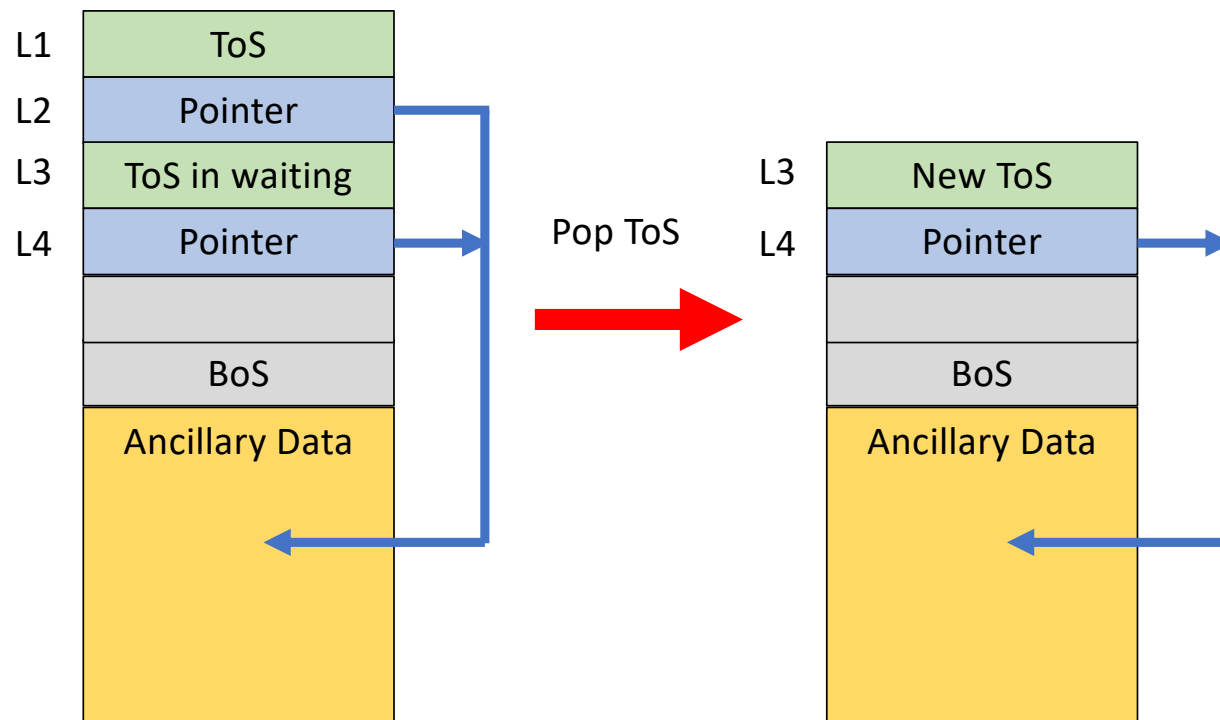 L1
ToS
L2
Pointer
L3
ToS in waiting
L4
Pointer
BoS
Ancillary Data
Pop ToS
L3
New ToS
L4
Pointer
BoS
Ancillary Data